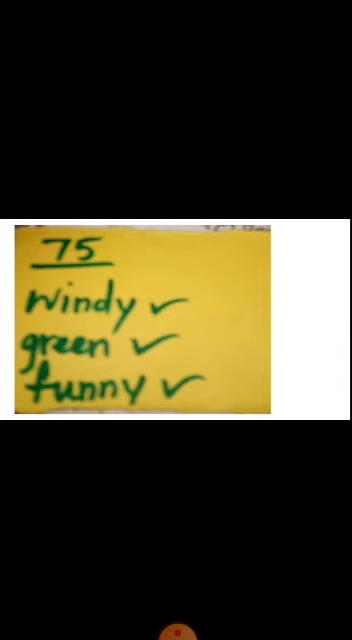 75
windy ✓
green ✓
funny ✓